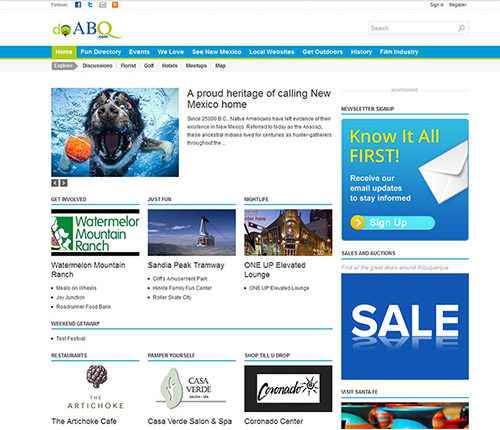 Follow:
Sign in Register
doABQ
.com
Search
Home Fun Directory Events We Love See New Mexico Local Websites Get Outdoors History Film Industry
Explore Discussions Florist Golf Hotels Meetups Map
A proud heritage of calling New
Mexico home
Since 25000 B.C., Native Americans have left evidence of their
existence in New Mexico. Referred to today as the Anasazi,
these ancestral Indians lived for centuries as hunter-gatherers
throughout the ...
advertisement
NEWSLETTER SIGNUP
Know It All
FIRST!
Receive our
email updates
to stay informed
Sign Up
GET INVOLVED
Watermelon
Mountain
Ranch
Watermelon Mountain
Ranch
Meals on Wheels
Joy Junction
Roadrunner Food Bank
JUST FUN
Sandia Peak Tramway
Cliff's Amusement Park
Hinkle Family Fun Center
Roller Skate City
NIGHTLIFE
ONE UP Elevated
Lounge
ONE UP Elevated Lounge
SALES AND AUCTIONS
Find all the great deals around Albuquerque
SALE
WEEKEND GETAWAY
Test Festival
RESTAURANTS
THE
ARTICHOKE
The Artichoke Cafe
PAMPER YOURSELF
CASA
VERDE
SALON • SPA
Casa Verde Salon & Spa
SHOP TILL U DROP
Coronado
Coronado Center
VISIT SANTA FE